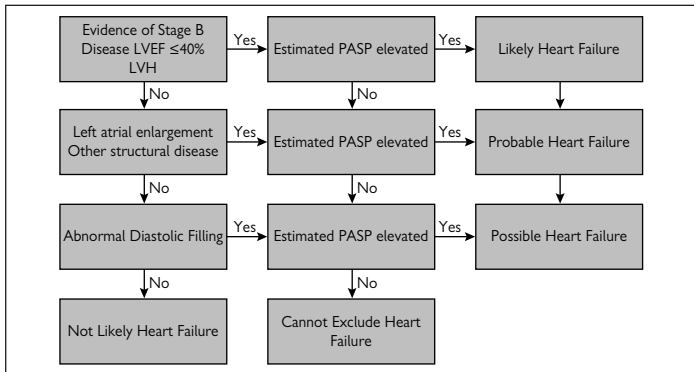 Evidence of Stage B
Disease LVEF ≤40%
LVH
Yes
Estimated PASP elevated
Yes
Likely Heart Failure
No
No
Left atrial enlargement
Other structural disease
Yes
Estimated PASP elevated
Yes
Probable Heart Failure
No
No
Abnormal Diastolic Filling
Yes
Estimated PASP elevated
Yes
Possible Heart Failure
No
No
Not Likely Heart Failure
Cannot Exclude Heart
Failure